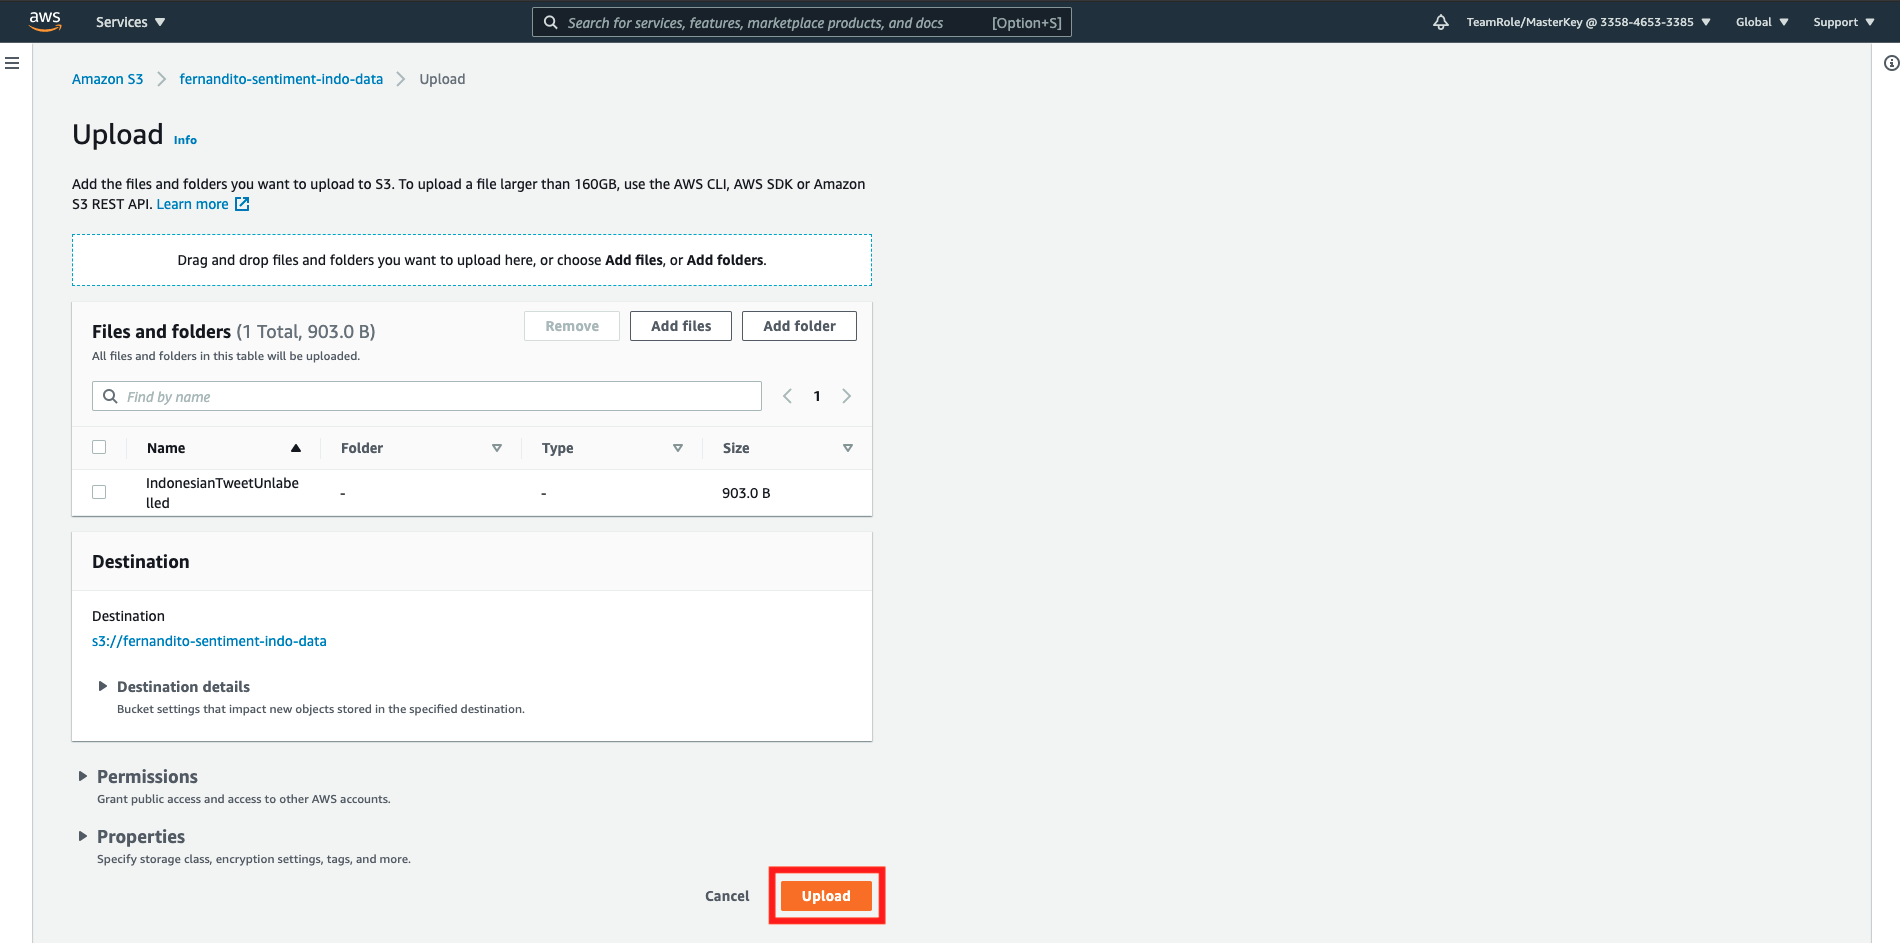 aws
Services
Search for services, features, marketplace products, and docs
[Option+S]
TeamRole/MasterKey @ 3358-4653-3385
Global
Support
Amazon S3
fernandito-sentiment-indo-data
Upload
Upload
Info
Add the files and folders you want to upload to S3. To upload a file larger than 160GB, use the AWS CLI, AWS SDK or Amazon
S3 REST API. Learn more
Drag and drop files and folders you want to upload here, or choose Add files, or Add folders.
Files and folders (1 Total, 903.0 B)
Remove
Add files
Add folder
All files and folders in this table will be uploaded.
Find by name
1
Name
Folder
Type
Size
IndonesianTweetUnlabe
lled
-
-
903.0 B
Destination
Destination
s3://fernandito-sentiment-indo-data
Destination details
Bucket settings that impact new objects stored in the specified destination.
Permissions
Grant public access and access to other AWS accounts.
Properties
Specify storage class, encryption settings, tags, and more.
Cancel
Upload